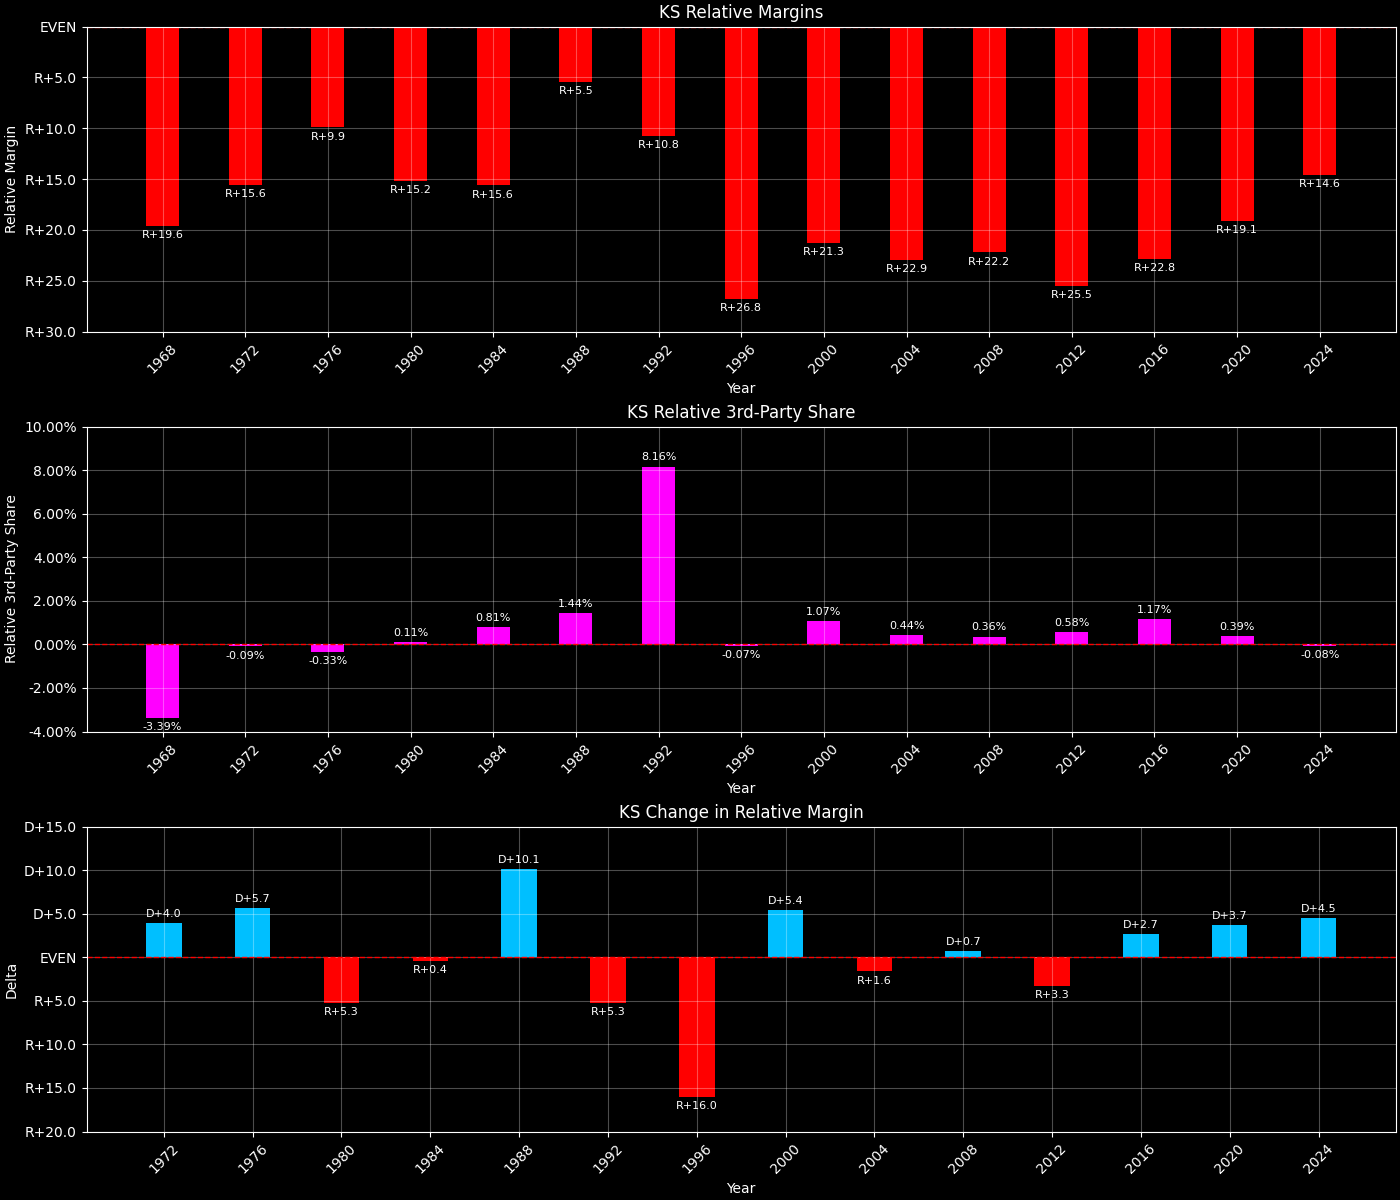 KS Relative Margins
Relative Margin
EVEN
R+5.0
R+10.0
R+15.0
R+20.0
R+25.0
R+30.0
R+19.6
R+15.6
R+9.9
R+15.2
R+15.6
R+5.5
R+10.8
R+26.8
R+21.3
R+22.9
R+22.2
R+25.5
R+22.8
R+19.1
R+14.6
1968
1972
1976
1980
1984
1988
1992
1996
2000
2004
2008
2012
2016
2020
2024
Year
KS Relative 3rd-Party Share
Relative 3rd-Party Share
10.00%
8.00%
6.00%
4.00%
2.00%
0.00%
-2.00%
-4.00%
-3.39%
-0.09%
-0.33%
0.11%
0.81%
1.44%
8.16%
-0.07%
1.07%
0.44%
0.36%
0.58%
1.17%
0.39%
-0.08%
1968
1972
1976
1980
1984
1988
1992
1996
2000
2004
2008
2012
2016
2020
2024
Year
KS Change in Relative Margin
Delta
D+15.0
D+10.0
D+5.0
EVEN
R+5.0
R+10.0
R+15.0
R+20.0
D+4.0
D+5.7
R+5.3
R+0.4
D+10.1
R+5.3
R+16.0
D+5.4
R+1.6
D+0.7
R+3.3
D+2.7
D+3.7
D+4.5
1972
1976
1980
1984
1988
1992
1996
2000
2004
2008
2012
2016
2020
2024
Year